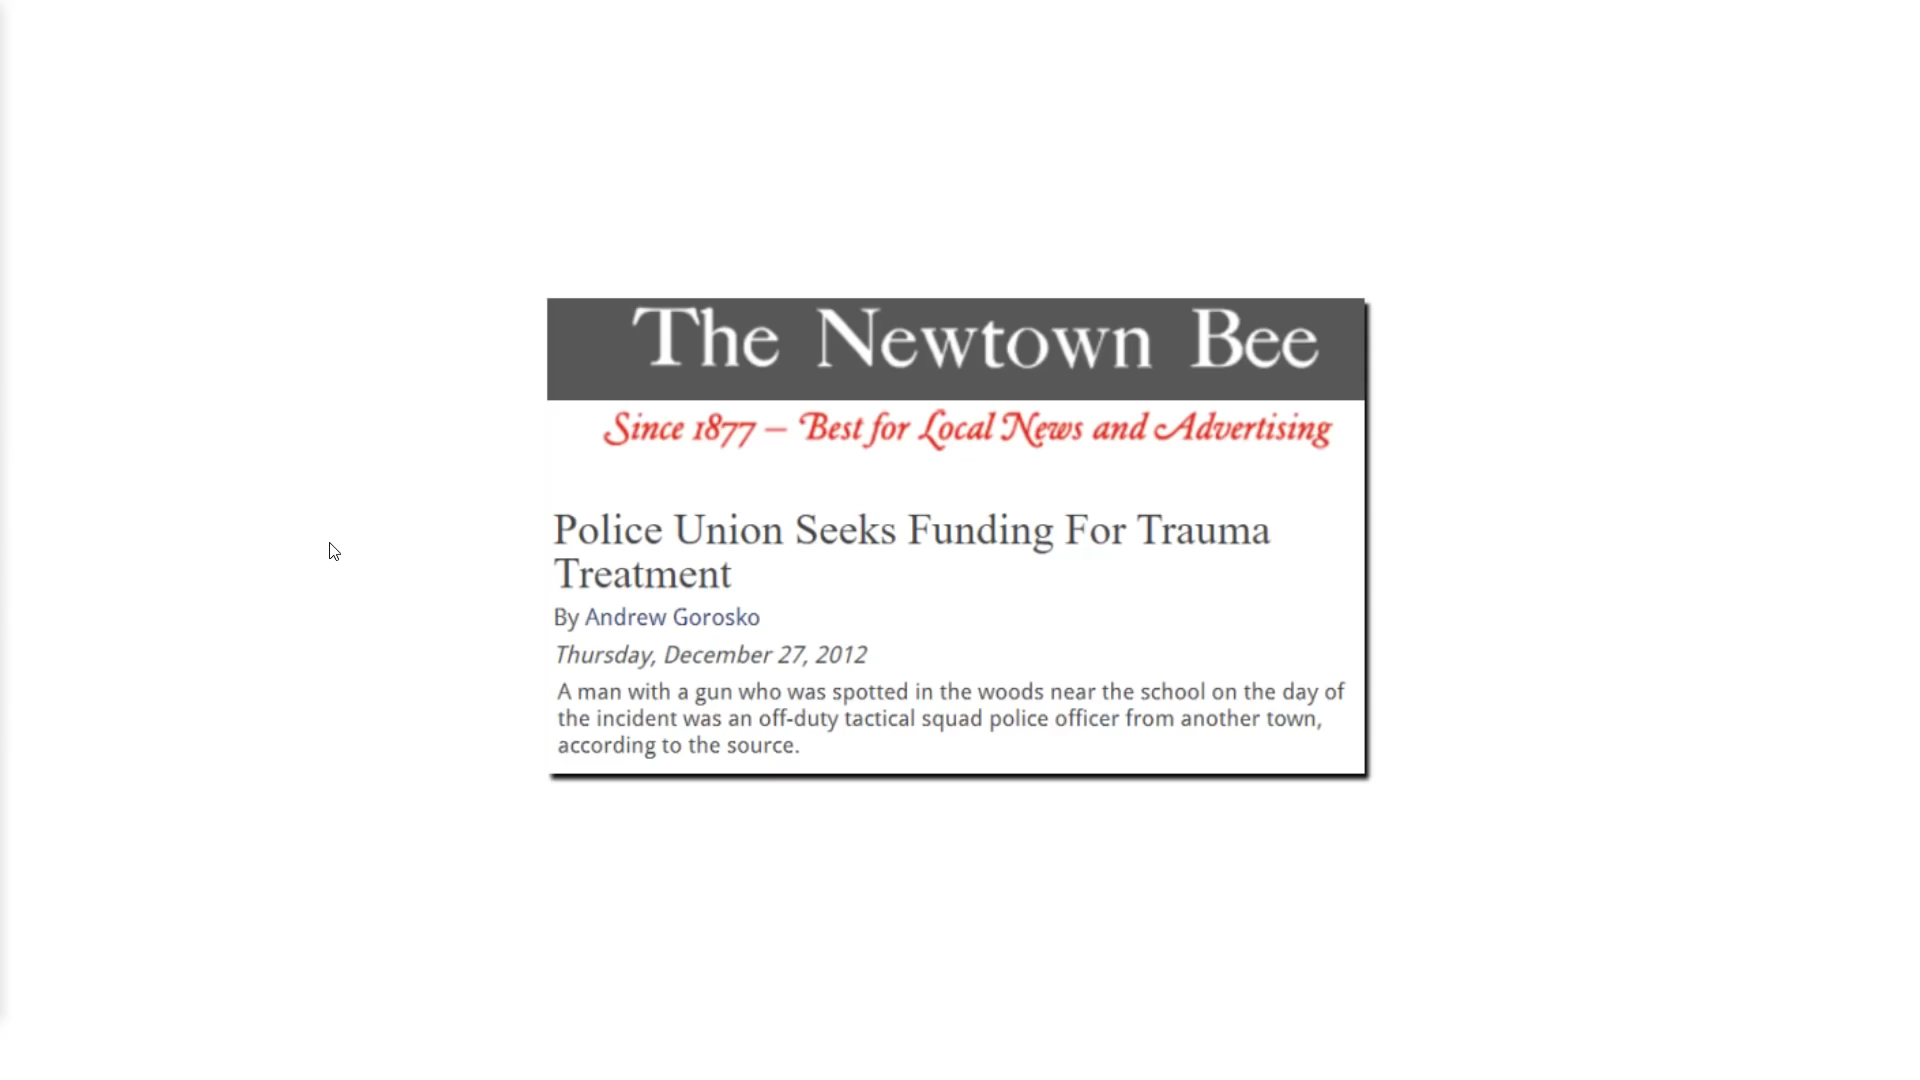 The Newtown Bee
Since 1877 – Best for Local News and Advertising
Police Union Seeks Funding For Trauma
Treatment
By Andrew Gorosko
Thursday, December 27, 2012
A man with a gun who was spotted in the woods near the school on the day of
the incident was an off-duty tactical squad police officer from another town,
according to the source.